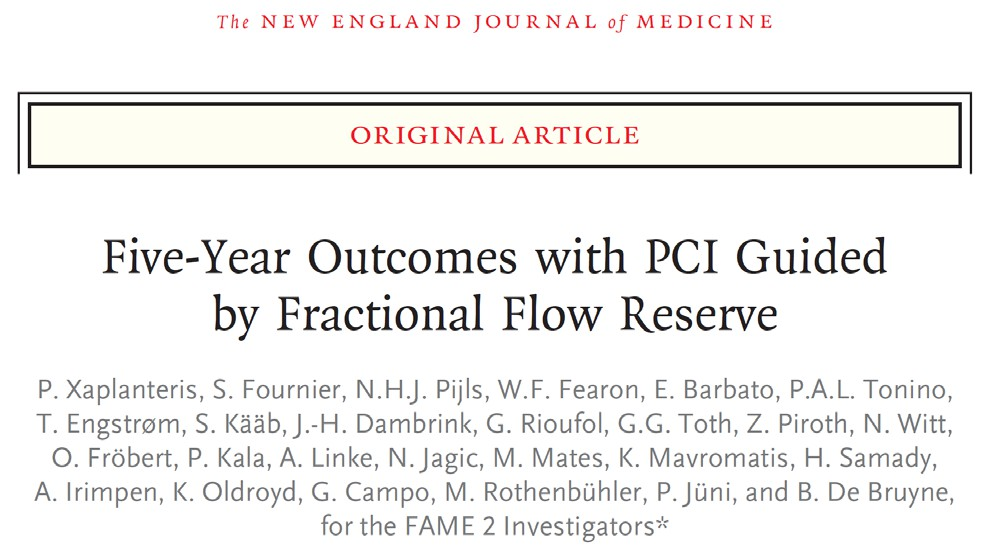 The NEW ENGLAND JOURNAL of MEDICINE
ORIGINAL ARTICLE
Five-Year Outcomes with PCI Guided
by Fractional Flow Reserve
P. Xaplanteris, S. Fournier, N.H.J. Pijls, W.F. Fearon, E. Barbato, P.A.L. Tonino,
T. Engstrøm, S. Kääb, J.-H. Dambrink, G. Rioufol, G.G. Toth, Z. Piroth, N. Witt,
O. Fröbert, P. Kala, A. Linke, N. Jagic, M. Mates, K. Mavromatis, H. Samady,
A. Irimpen, K. Oldroyd, G. Campo, M. Rothenbühler, P. Jüni, and B. De Bruyne,
for the FAME 2 Investigators*